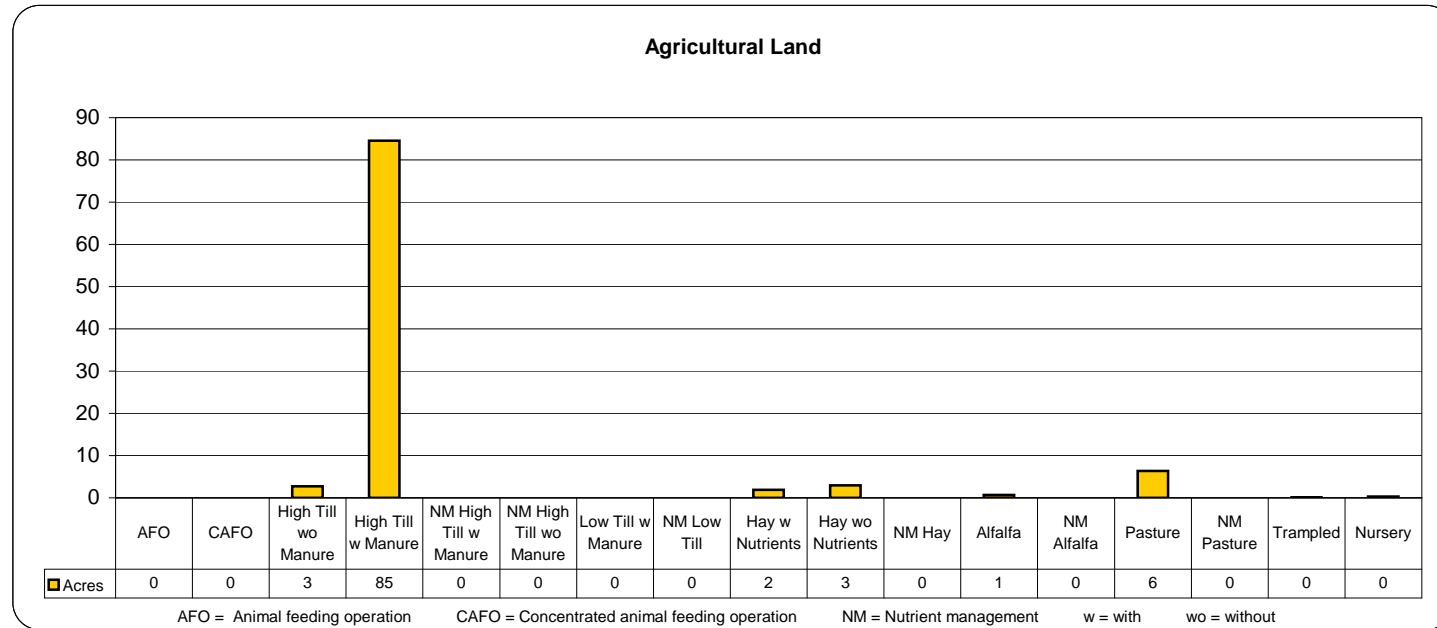 Agricultural Land
90
80
70
60
50
40
30
20
10
0
AFO CAFO High Till wo Manure High Till w Manure NM High Till w Manure NM High Till wo Manure Low Till w Manure NM Low Till Hay w Nutrients Hay wo Nutrients NM Hay Alfalfa NM Alfalfa Pasture NM Pasture Trampled Nursery
Acres 0 0 3 85 0 0 0 0 2 3 0 1 0 6 0 0 0
AFO = Animal feeding operation CAFO = Concentrated animal feeding operation NM = Nutrient management w = with wo = without